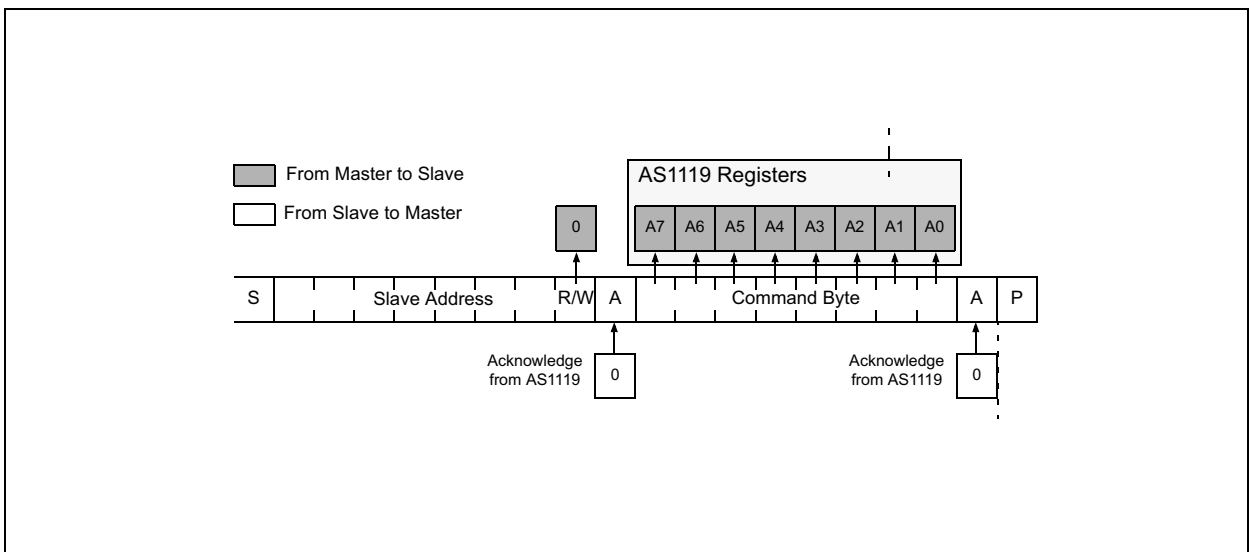 From Master to Slave
From Slave to Master
AS1119 Registers
0 A7 A6 A5 A4 A3 A2 A1 A0
S Slave Address R/W A Command Byte A P
Acknowledge from AS1119 0
Acknowledge from AS1119 0